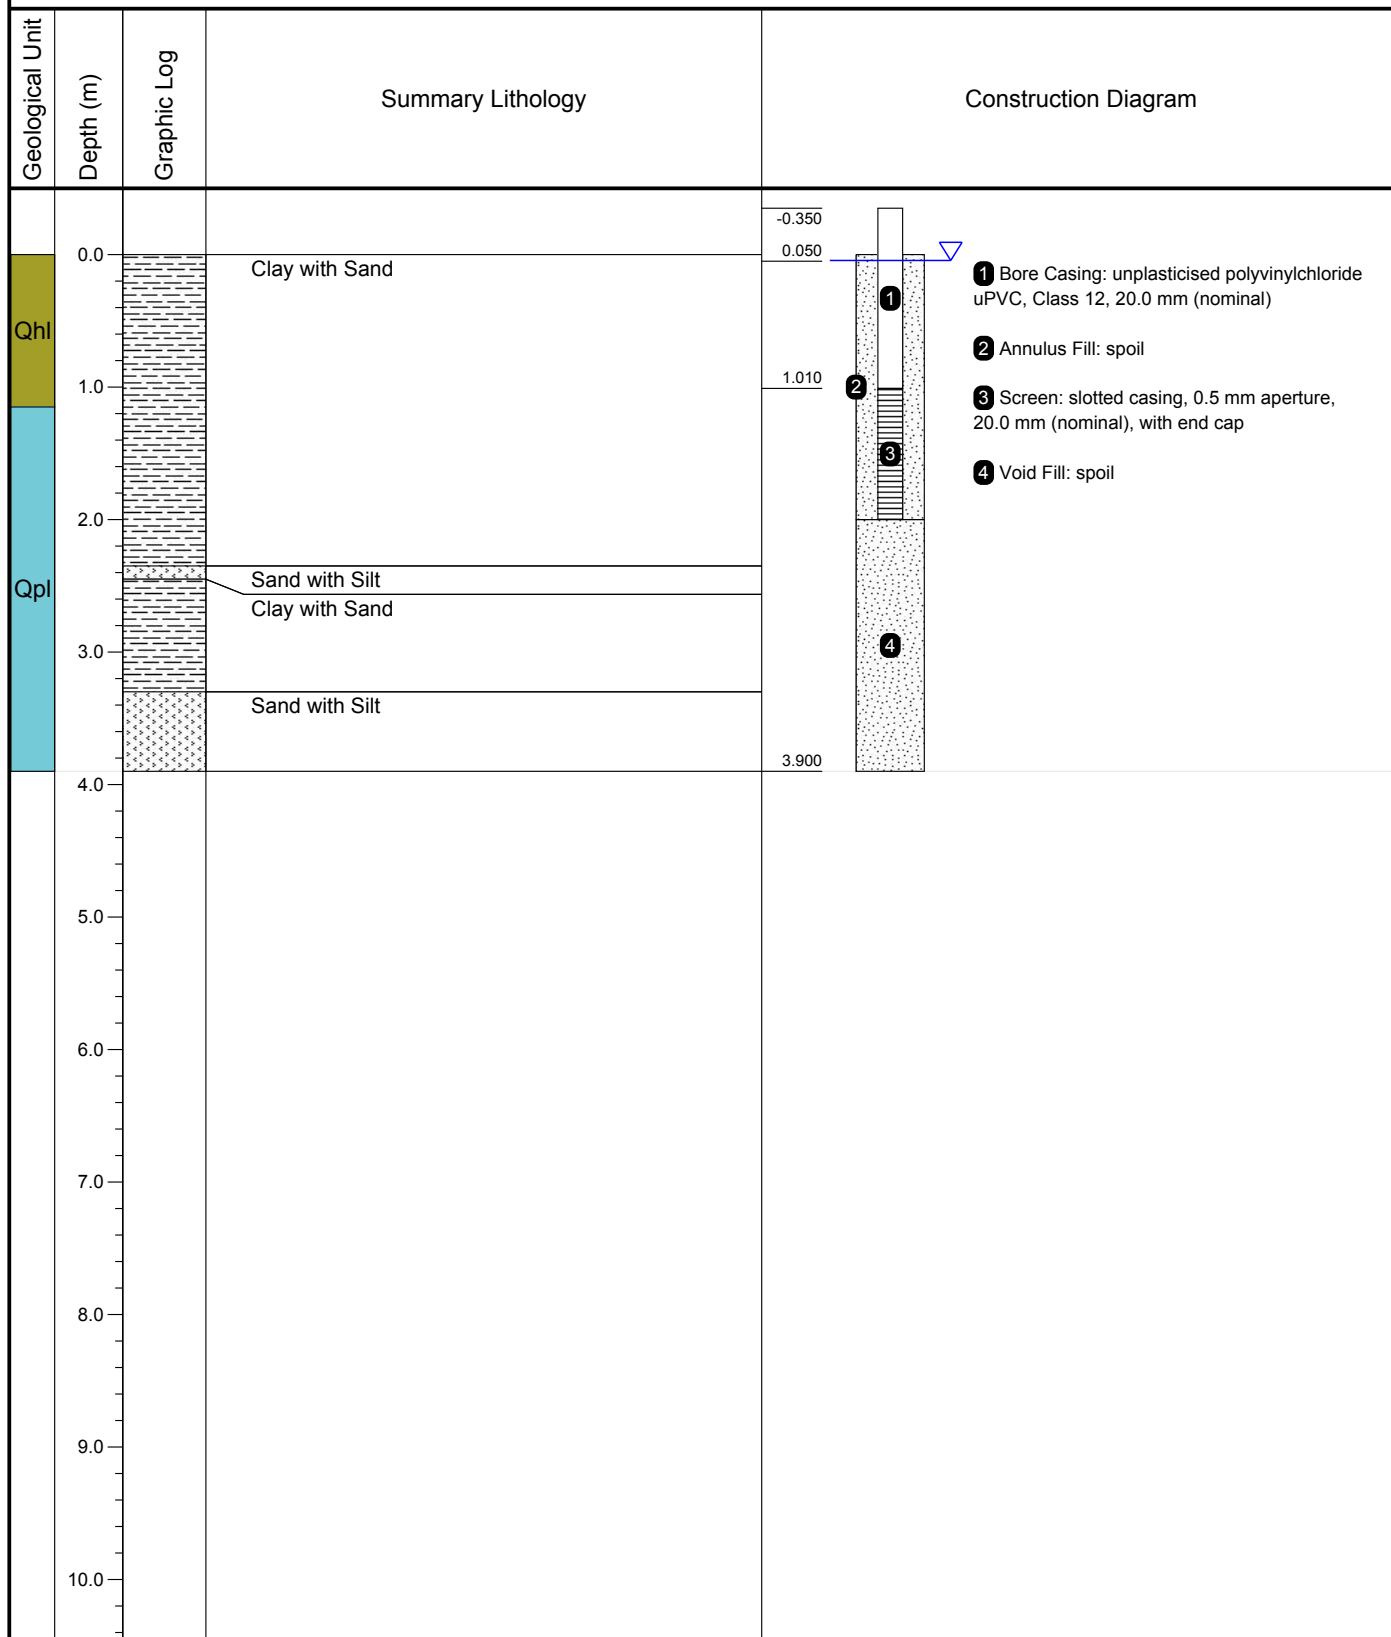 Geological Unit
Depth (m)
Graphic Log
Summary Lithology
Construction Diagram
-0.350
0.0
0.050
Clay with Sand
1 Bore Casing: unplasticised polyvinylchloride
uPVC, Class 12, 20.0 mm (nominal)
1
Qhl
2 Annulus Fill: spoil
1.0
1.010
2
3 Screen: slotted casing, 0.5 mm aperture,
20.0 mm (nominal), with end cap
3
4 Void Fill: spoil
2.0
Sand with Silt
Qpl
Clay with Sand
3.0
4
Sand with Silt
3.900
4.0
5.0
6.0
7.0
8.0
9.0
10.0